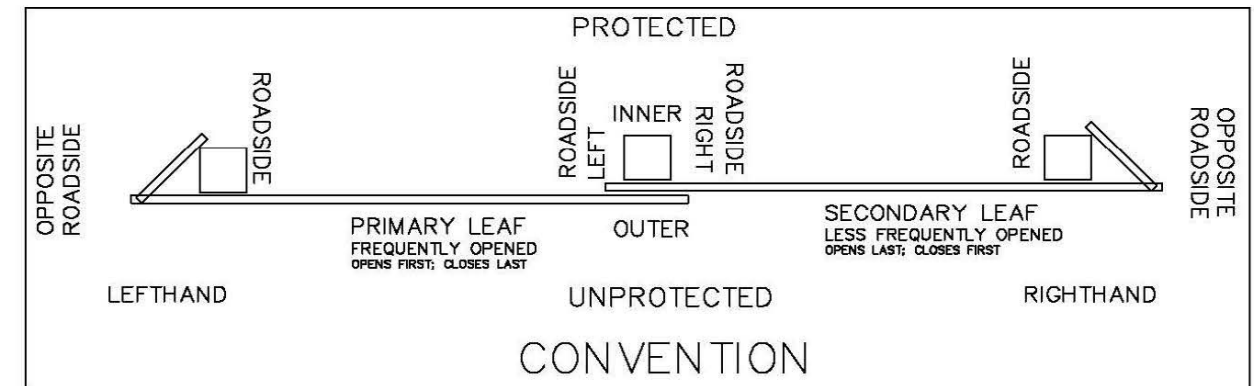 PROTECTED
OPPOSITE
ROADSIDE
ROADSIDE
ROADSIDE
LEFT
INNER
RIGHT
ROADSIDE
ROADSIDE
OPPOSITE
ROADSIDE
PRIMARY LEAF
FREQUENTLY OPENED
OPENS FIRST; CLOSES LAST
OUTER
SECONDARY LEAF
LESS FREQUENTLY OPENED
OPENS LAST; CLOSES FIRST
LEFTHAND
UNPROTECTED
RIGHTHAND
CONVENTION